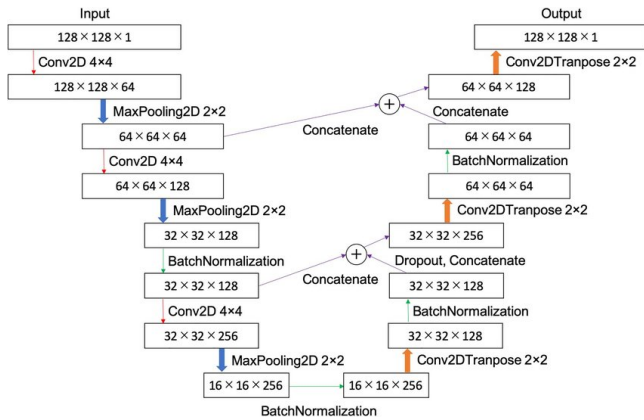 Input
128×128×1
Conv2D 4×4
128×128×64
MaxPooling2D 2×2
64×64×64
Conv2D 4×4
64×64×128
MaxPooling2D 2×2
32×32×128
BatchNormalization
32×32×128
Conv2D 4×4
32×32×256
MaxPooling2D 2×2
16×16×256
BatchNormalization
16×16×256
Conv2DTranpose 2×2
32×32×128
BatchNormalization
32×32×128
Dropout, Concatenate
+
Concatenate
32×32×256
Conv2DTranpose 2×2
64×64×64
BatchNormalization
64×64×64
Concatenate
+
Concatenate
64×64×128
Conv2DTranpose 2×2
128×128×1
Output